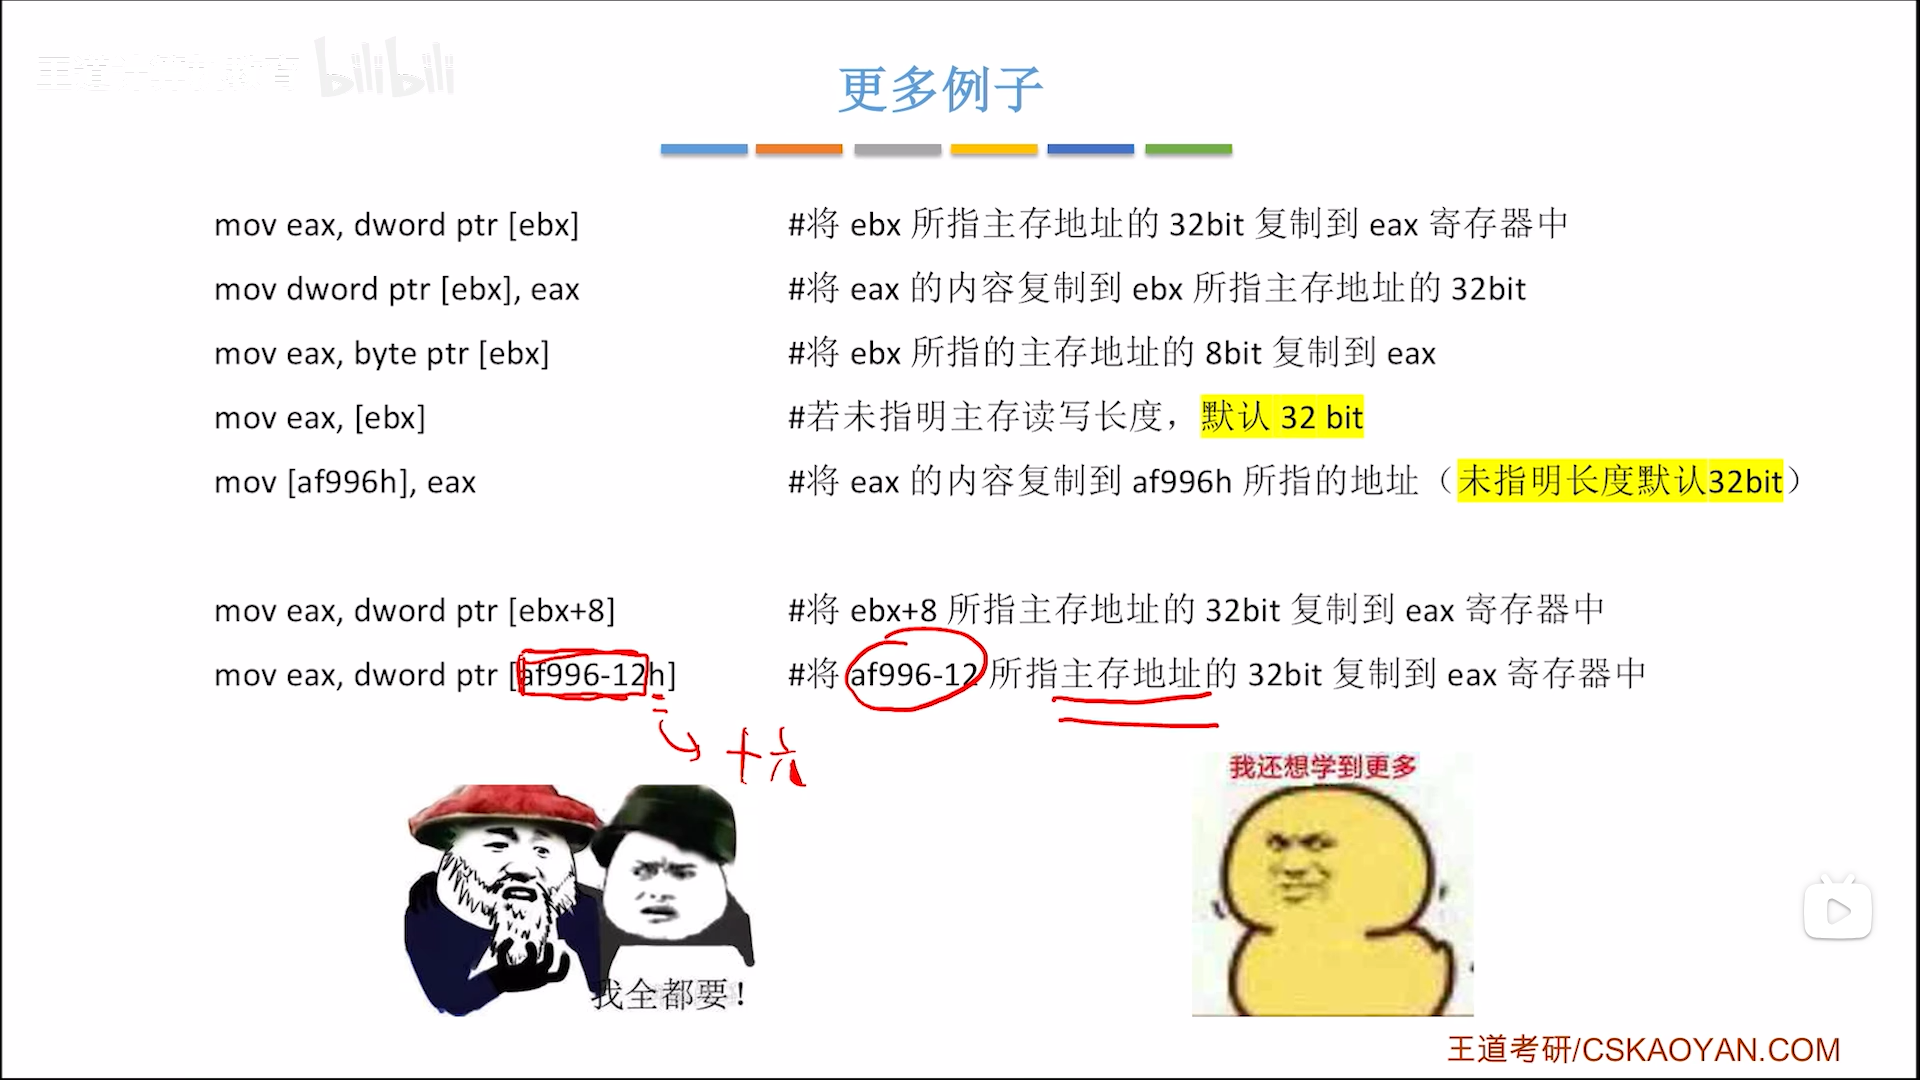 bilibili
更多例子
mov eax, dword ptr [ebx] #将 ebx 所指主存地址的 32bit 复制到 eax 寄存器中
mov dword ptr [ebx], eax #将 eax 的内容复制到 ebx 所指主存地址的 32bit
mov eax, byte ptr [ebx] #将 ebx 所指的主存地址的 8bit 复制到 eax
mov eax, [ebx] #若未指明主存读写长度，默认 32 bit
mov [af996h], eax #将 eax 的内容复制到 af996h 所指的地址（未指明长度默认32bit）
mov eax, dword ptr [ebx+8] #将 ebx+8 所指主存地址的 32bit 复制到 eax 寄存器中
mov eax, dword ptr [af996-12h] #将 af996-12 所指主存地址的 32bit 复制到 eax 寄存器中
十六
我还想学到更多
我全都要！
王道考研/CSKAOYAN.COM